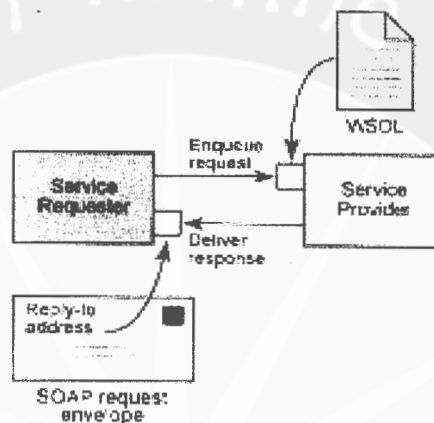 WSDL
Enqueue
request
Service
Requester
Service
Provider
Deliver
response
Reply-to
address
SOAP request
envelope